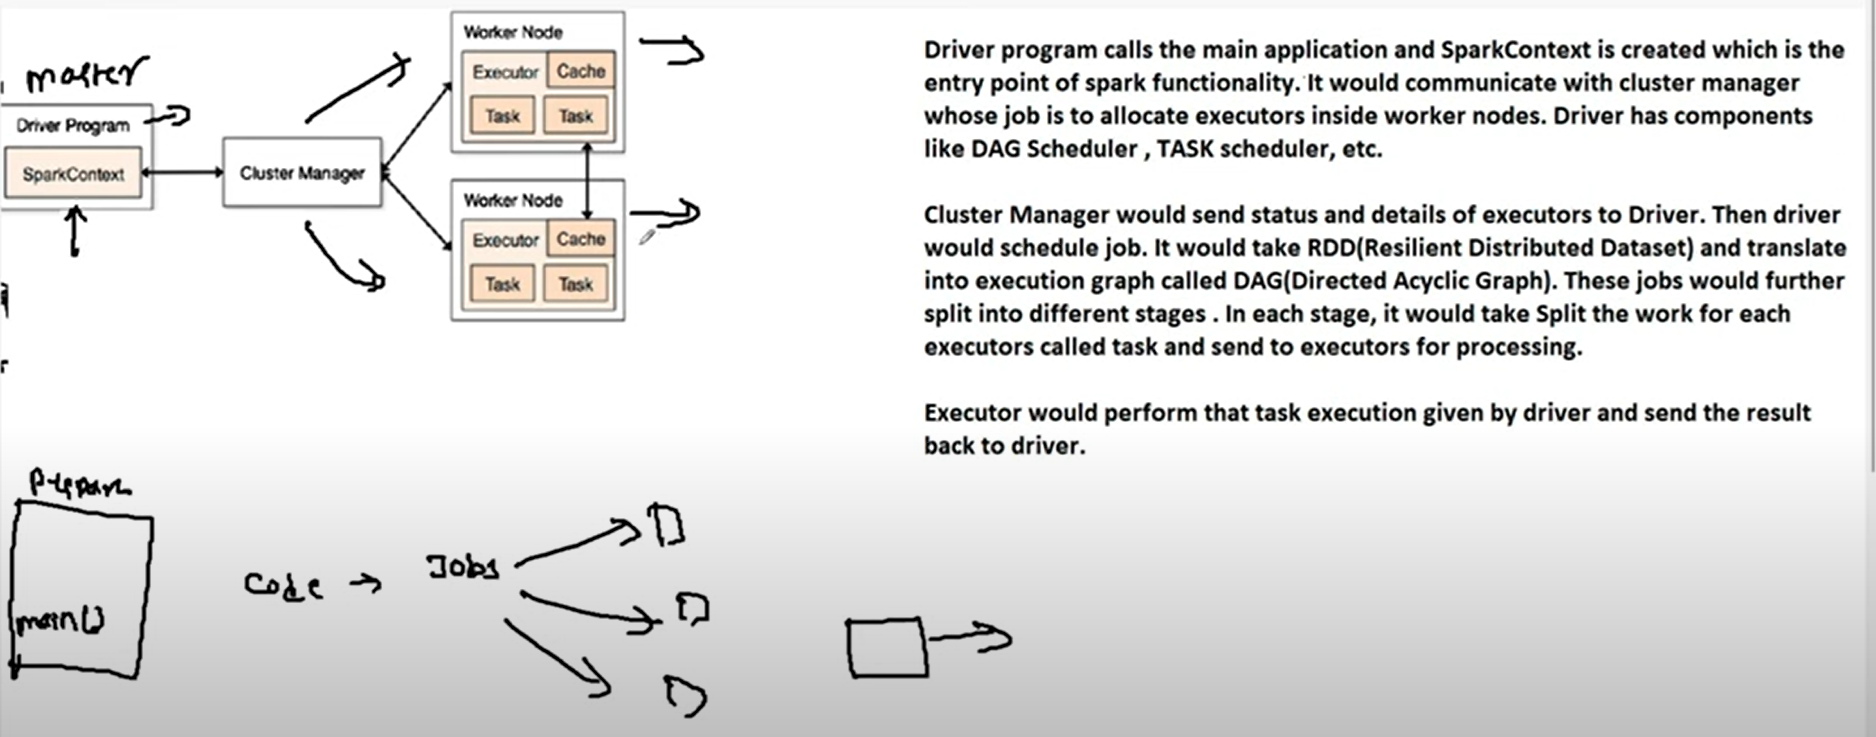 master
Driver Program
SparkContext
Cluster Manager
Worker Node
Executor Cache
Task Task
Worker Node
Executor Cache
Task Task
Driver program calls the main application and SparkContext is created which is the
entry point of spark functionality. It would communicate with cluster manager
whose job is to allocate executors inside worker nodes. Driver has components
like DAG Scheduler , TASK scheduler, etc.
Cluster Manager would send status and details of executors to Driver. Then driver
would schedule job. It would take RDD(Resilient Distributed Dataset) and translate
into execution graph called DAG(Directed Acyclic Graph). These jobs would further
split into different stages . In each stage, it would take Split the work for each
executors called task and send to executors for processing.
Executor would perform that task execution given by driver and send the result
back to driver.
main()
Code → Jobs